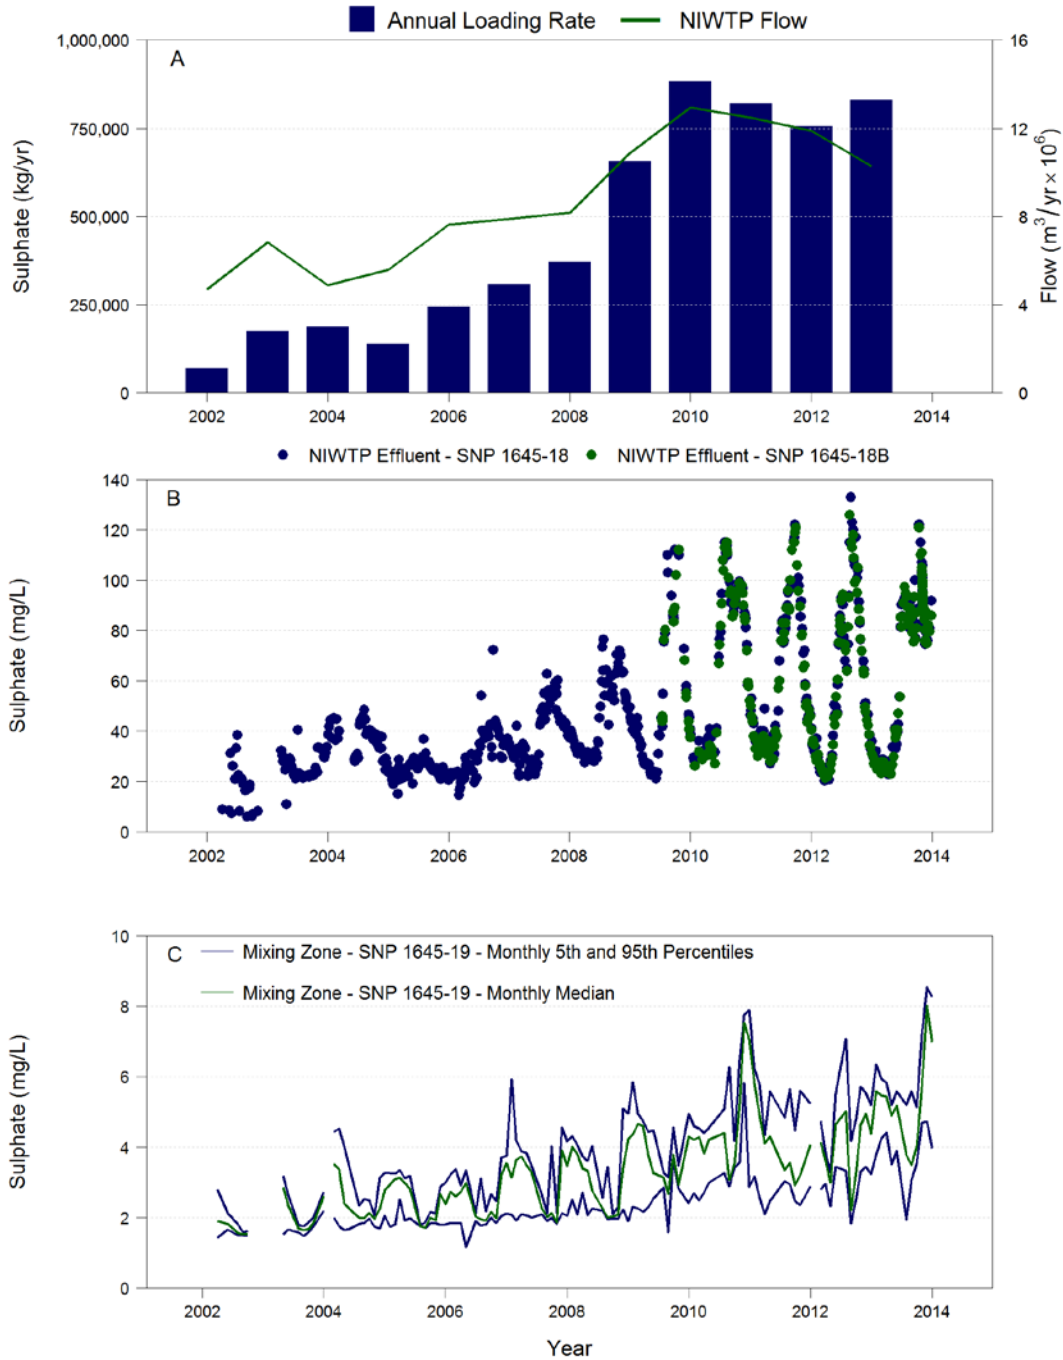 Annual Loading Rate NIWTP Flow
A
Sulphate (kg/yr)
1,000,000
750,000
500,000
250,000
0
16
12
8
4
0
Flow (m³/yr × 10⁶)
2002 2004 2006 2008 2010 2012 2014
NIWTP Effluent - SNP 1645-18 NIWTP Effluent - SNP 1645-18B
B
Sulphate (mg/L)
140
120
100
80
60
40
20
0
2002 2004 2006 2008 2010 2012 2014
C Mixing Zone - SNP 1645-19 - Monthly 5th and 95th Percentiles
Mixing Zone - SNP 1645-19 - Monthly Median
Sulphate (mg/L)
10
8
6
4
2
0
2002 2004 2006 2008 2010 2012 2014
Year